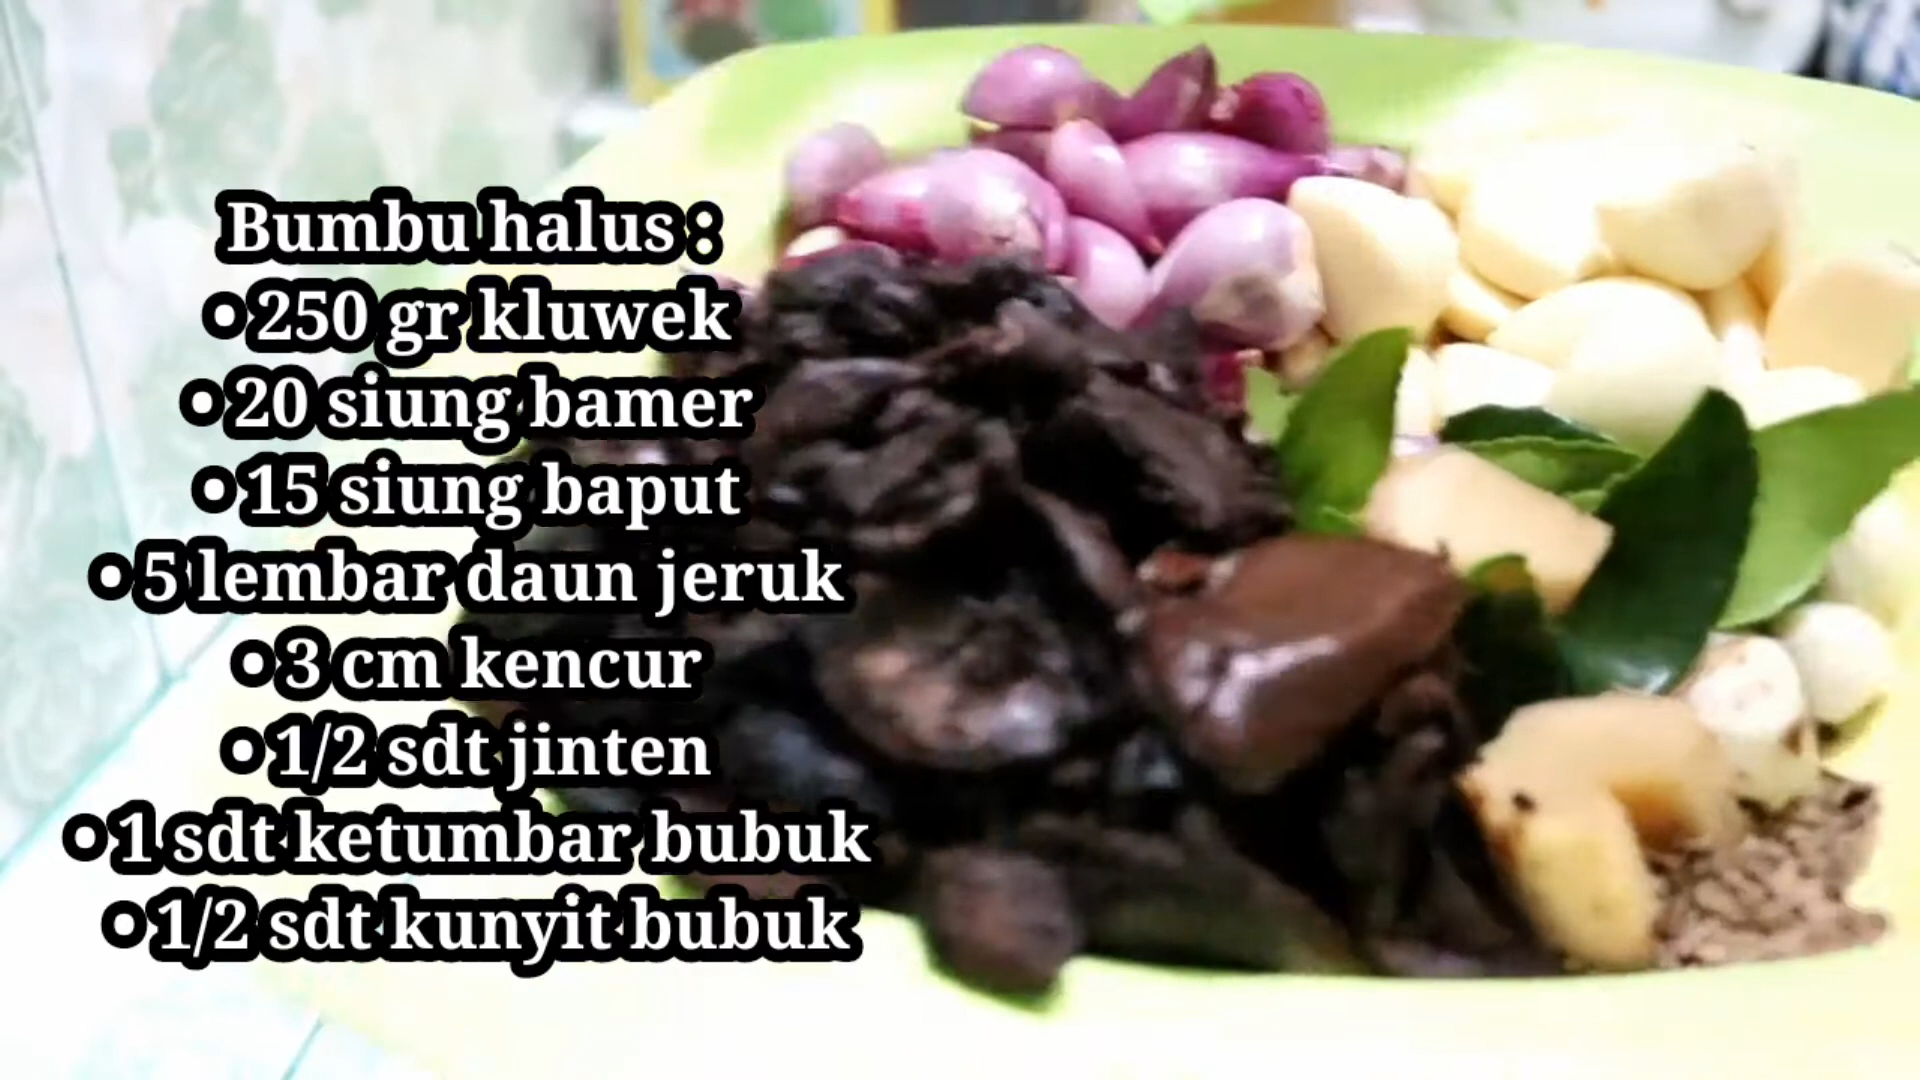 Bumbu halus :
•250 gr kluwek
•20 siung bamer
•15 siung baput
•5 lembar daun jeruk
•3 cm kencur
•1/2 sdt jinten
•1 sdt ketumbar bubuk
•1/2 sdt kunyit bubuk